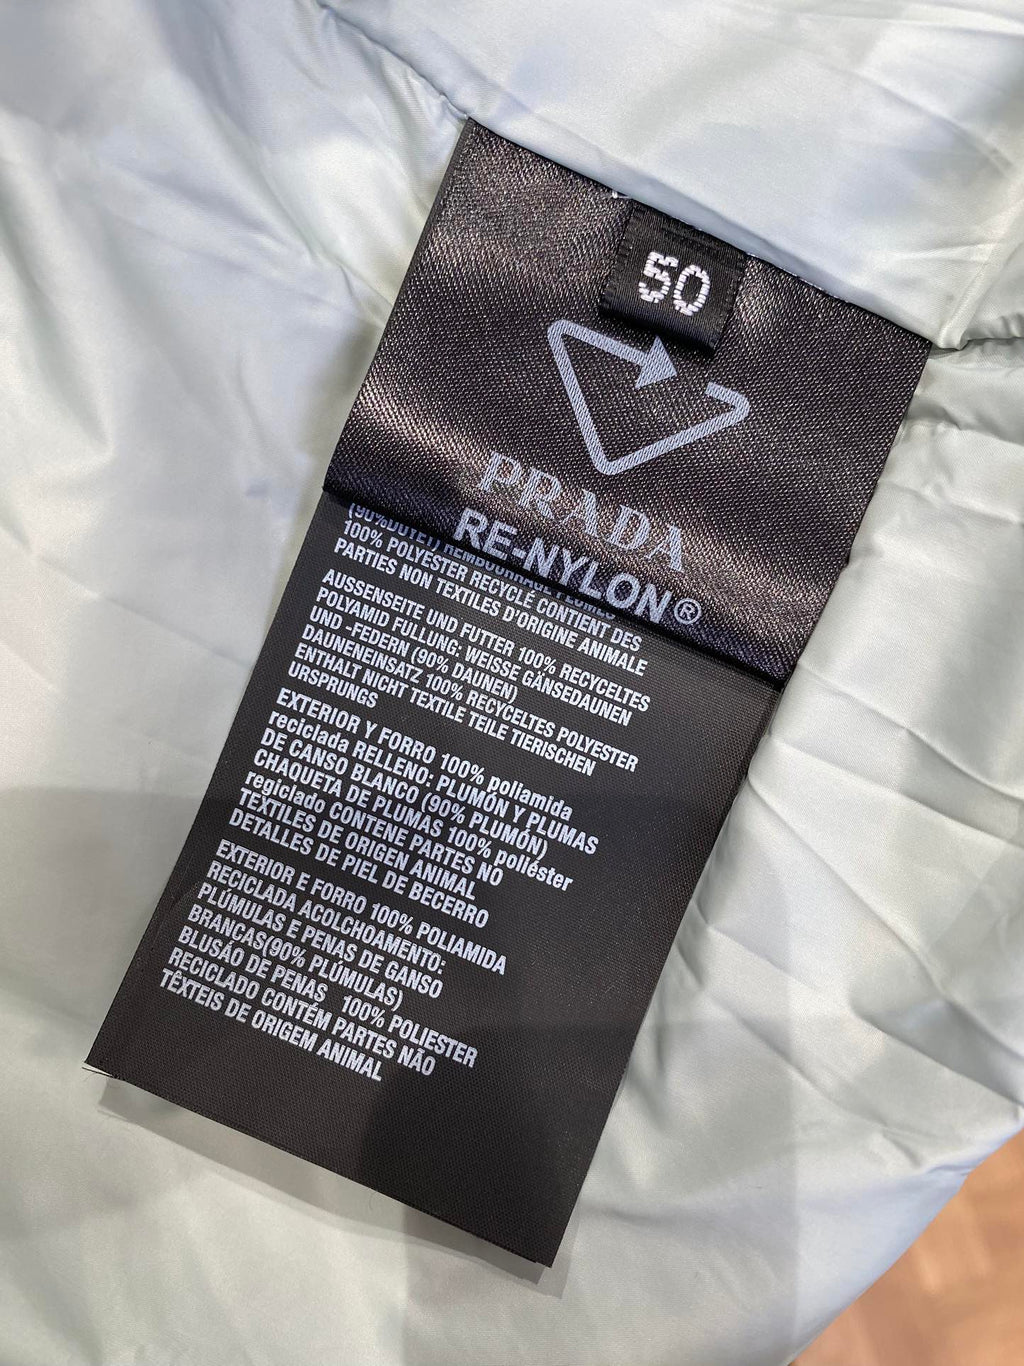 50
PRADA
RE-NYLON®
100% POLYESTER RECYCLÉ CONTIENT DES
PARTIES NON TEXTILES D'ORIGINE ANIMALE
AUSSENSEITE UND FUTTER 100% RECYCELTES
POLYAMID FÜLLUNG: WEISSE GÄNSEDAUNEN
UND -FEDERN (90% DAUNEN)
DAUNENEINSATZ 100% RECYCELTES POLYESTER
ENTHALT NICHT TEXTILE TEILE TIERISCHEN
URSPRUNGS
EXTERIOR Y FORRO 100% poliamida
reciclada RELLENO: PLUMÓN Y PLUMAS
DE CANSO BLANCO (90% PLUMÓN)
CHAQUETA DE PLUMAS 100% poliéster
regiclado CONTENE PARTES NO
TEXTILES DE ORIGEN ANIMAL
DETALLES DE PIEL DE BECERRO
EXTERIOR E FORRO 100% POLIAMIDA
RECICLADA ACOLCHOAMENTO:
PLÚMULAS E PENAS DE GANSO
BRANCAS(90% PLÚMULAS)
BLUSÁO DE PENAS 100% POLIESTER
RECICLADO CONTÉM PARTES NÃO
TÊXTEIS DE ORIGEM ANIMAL